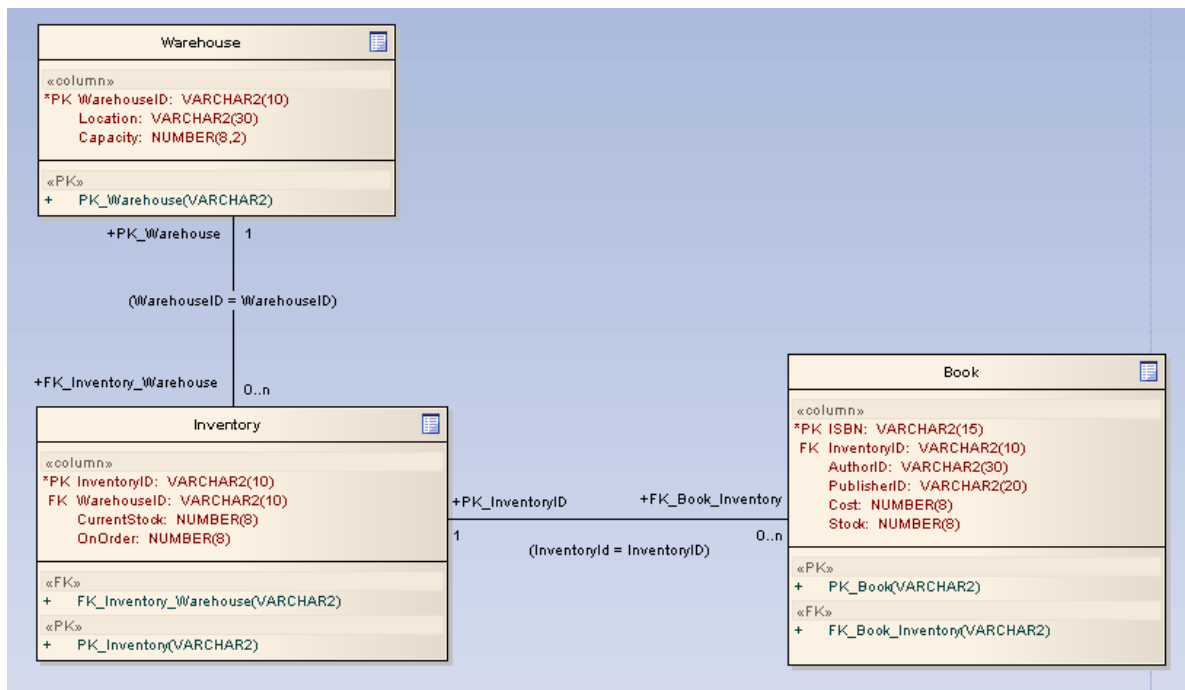 Warehouse
«column»
*PK WarehouseID: VARCHAR2(10)
Location: VARCHAR2(30)
Capacity: NUMBER(8,2)
«PK»
+ PK_Warehouse(VARCHAR2)
+PK_Warehouse 1
(WarehouseID = WarehouseID)
+FK_Inventory_Warehouse 0..n
Inventory
«column»
*PK InventoryID: VARCHAR2(10)
FK WarehouseID: VARCHAR2(10)
CurrentStock: NUMBER(8)
OnOrder: NUMBER(8)
«FK»
+ FK_Inventory_Warehouse(VARCHAR2)
«PK»
+ PK_Inventory(VARCHAR2)
+PK_InventoryID +FK_Book_Inventory
1 0..n
(InventoryId = InventoryID)
Book
«column»
*PK ISBN: VARCHAR2(15)
FK InventoryID: VARCHAR2(10)
AuthorID: VARCHAR2(30)
PublisherID: VARCHAR2(20)
Cost: NUMBER(8)
Stock: NUMBER(8)
«PK»
+ PK_Book(VARCHAR2)
«FK»
+ FK_Book_Inventory(VARCHAR2)